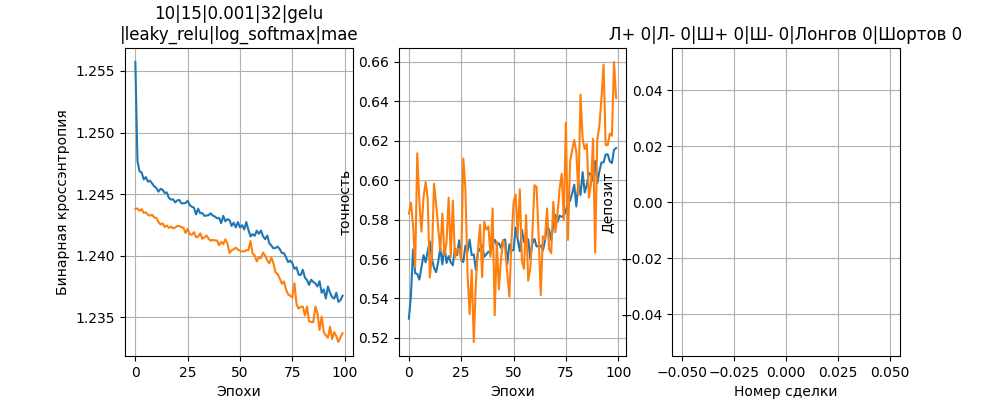 10|15|0.001|32|gelu
|leaky_relu|log_softmax|mae
Бинарная кроссэнтропия
1.255
1.250
1.245
1.240
1.235
0 25 50 75 100
Эпохи
точность
0.66
0.64
0.62
0.60
0.58
0.56
0.54
0.52
0 25 50 75 100
Эпохи
Л+ 0|Л- 0|Ш+ 0|Ш- 0|Лонгов 0|Шортов 0
Депозит
0.04
0.02
0.00
−0.02
−0.04
−0.050 −0.025 0.000 0.025 0.050
Номер сделки